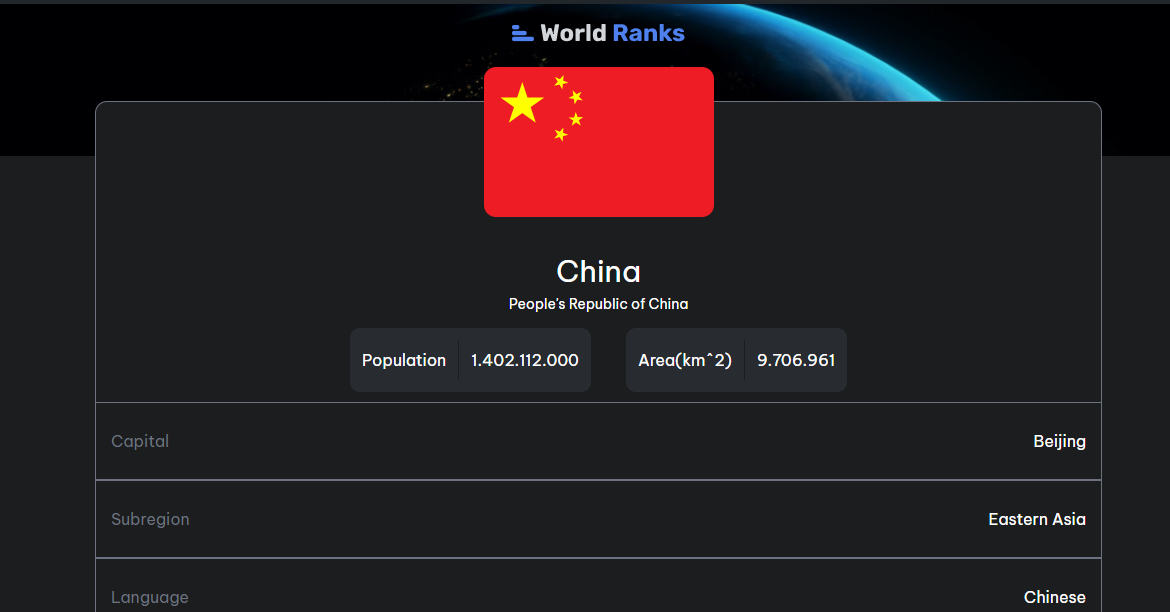 World Ranks
China
People's Republic of China
Population 1.402.112.000 Area(km^2) 9.706.961
Capital Beijing
Subregion Eastern Asia
Language Chinese